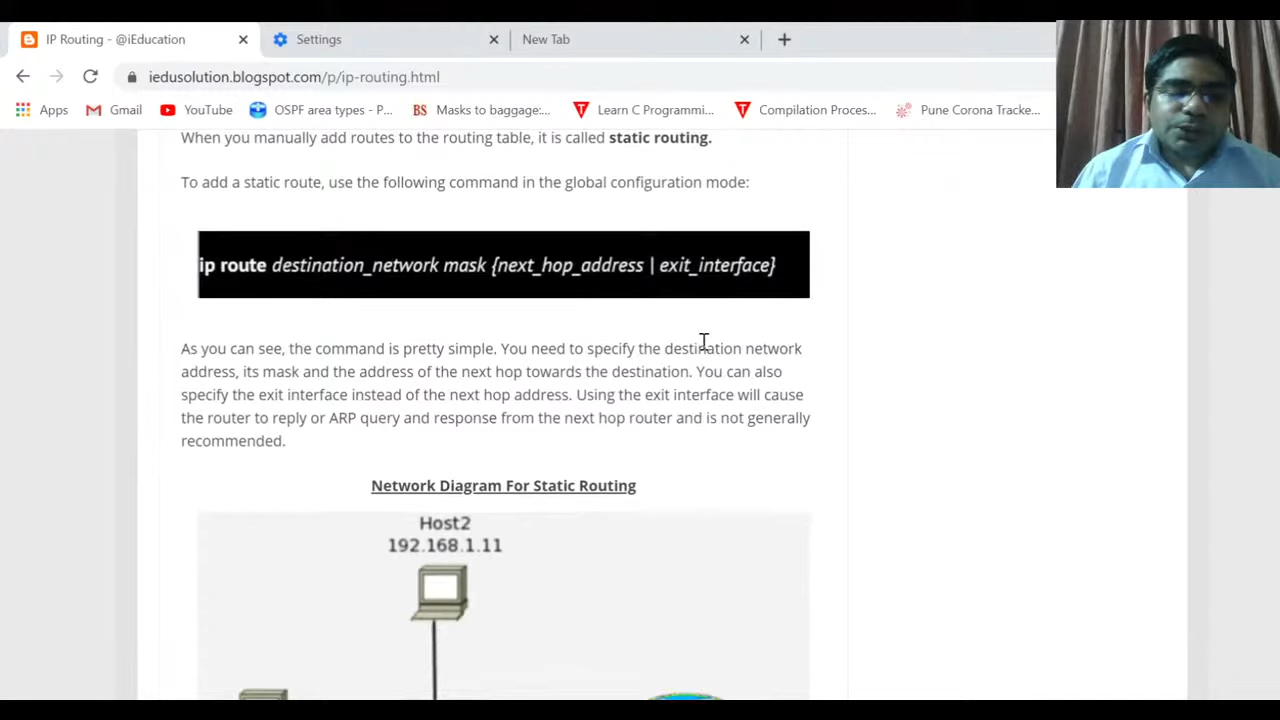 IP Routing - @iEducation
Settings
New Tab
iedusolution.blogspot.com/p/ip-routing.html
Apps
Gmail
YouTube
OSPF area types - P...
BS Masks to baggage:...
Learn C Programmi...
Compilation Proces...
Pune Corona Tracke...
When you manually add routes to the routing table, it is called static routing.
To add a static route, use the following command in the global configuration mode:
ip route destination_network mask {next_hop_address | exit_interface}
As you can see, the command is pretty simple. You need to specify the destination network
address, its mask and the address of the next hop towards the destination. You can also
specify the exit interface instead of the next hop address. Using the exit interface will cause
the router to reply or ARP query and response from the next hop router and is not generally
recommended.
Network Diagram For Static Routing
Host2
192.168.1.11